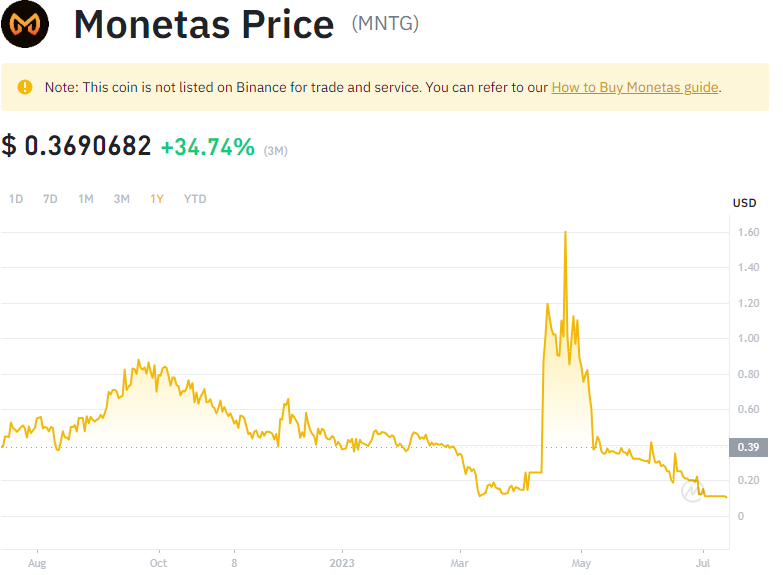 Monetas Price (MNTG)
Note: This coin is not listed on Binance for trade and service. You can refer to our How to Buy Monetas guide.
$ 0.3690682 +34.74% (3M)
1D 7D 1M 3M 1Y YTD
USD
1.60
1.40
1.20
1.00
0.80
0.60
0.39
0.20
0
Aug Oct 8 2023 Mar May Jul